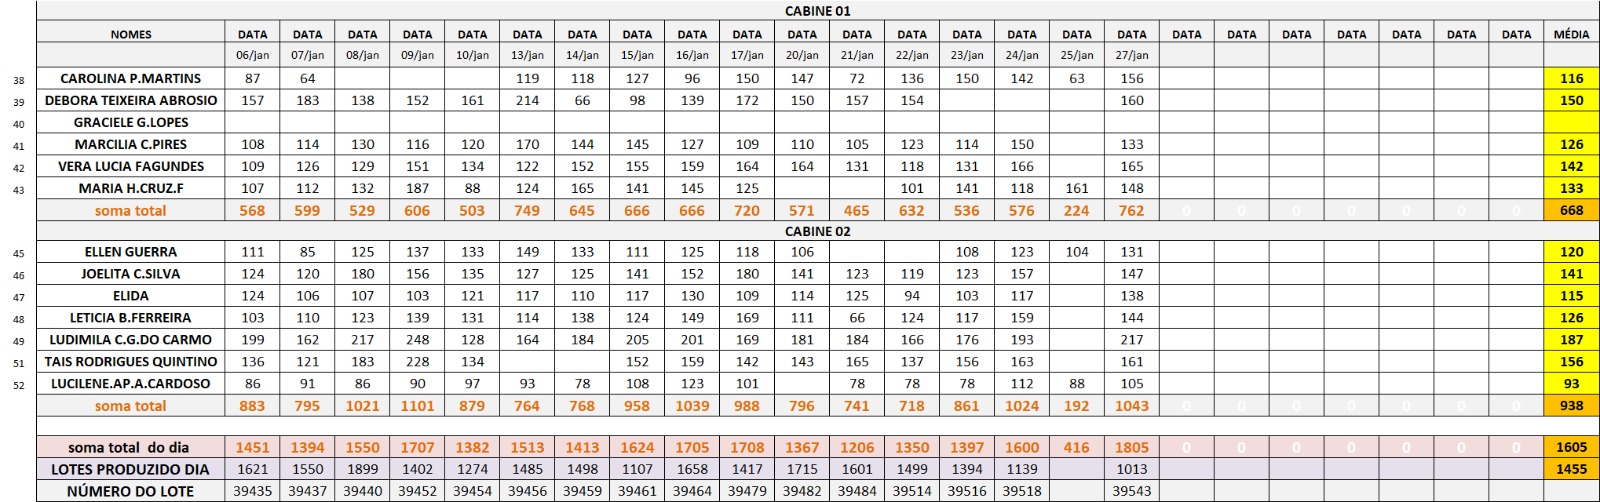 CABINE 01
NOMES DATA DATA DATA DATA DATA DATA DATA DATA DATA DATA DATA DATA DATA DATA DATA DATA DATA DATA DATA DATA DATA DATA DATA DATA MÉDIA
06/jan 07/jan 08/jan 09/jan 10/jan 13/jan 14/jan 15/jan 16/jan 17/jan 20/jan 21/jan 22/jan 23/jan 24/jan 25/jan 27/jan
38 CAROLINA P.MARTINS 87 64 119 118 127 96 150 147 72 136 150 142 63 156 116
39 DEBORA TEIXEIRA ABROSIO 157 183 138 152 161 214 66 98 139 172 150 157 154 160 150
40 GRACIELE G.LOPES
41 MARCILIA C.PIRES 108 114 130 116 120 170 144 145 127 109 110 105 123 114 150 133 126
42 VERA LUCIA FAGUNDES 109 126 129 151 134 122 152 155 159 164 164 131 118 131 166 165 142
43 MARIA H.CRUZ.F 107 112 132 187 88 124 165 141 145 125 101 141 118 161 148 133
soma total 568 599 529 606 503 749 645 666 666 720 571 465 632 536 576 224 762 0 0 0 0 0 0 0 668
CABINE 02
45 ELLEN GUERRA 111 85 125 137 133 149 133 111 125 118 106 108 123 104 131 120
46 JOELITA C.SILVA 124 120 180 156 135 127 125 141 152 180 141 123 119 123 157 147 141
47 ELIDA 124 106 107 103 121 117 110 117 130 109 114 125 94 103 117 138 115
48 LETICIA B.FERREIRA 103 110 123 139 131 114 138 124 149 169 111 66 124 117 159 144 126
49 LUDIMILA C.G.DO CARMO 199 162 217 248 128 164 184 205 201 169 181 184 166 176 193 217 187
51 TAIS RODRIGUES QUINTINO 136 121 183 228 134 152 159 142 143 165 137 156 163 161 156
52 LUCILENE.AP.A.CARDOSO 86 91 86 90 97 93 78 108 123 101 78 78 78 112 88 105 93
soma total 883 795 1021 1101 879 764 768 958 1039 988 796 741 718 861 1024 192 1043 0 0 0 0 0 0 0 938
soma total do dia 1451 1394 1550 1707 1382 1513 1413 1624 1705 1708 1367 1206 1350 1397 1600 416 1805 0 0 0 0 0 0 0 1605
LOTES PRODUZIDO DIA 1621 1550 1899 1402 1274 1485 1498 1107 1658 1417 1715 1601 1499 1394 1139 1013 1455
NÚMERO DO LOTE 39435 39437 39440 39452 39454 39456 39459 39461 39464 39479 39482 39484 39514 39516 39518 39543